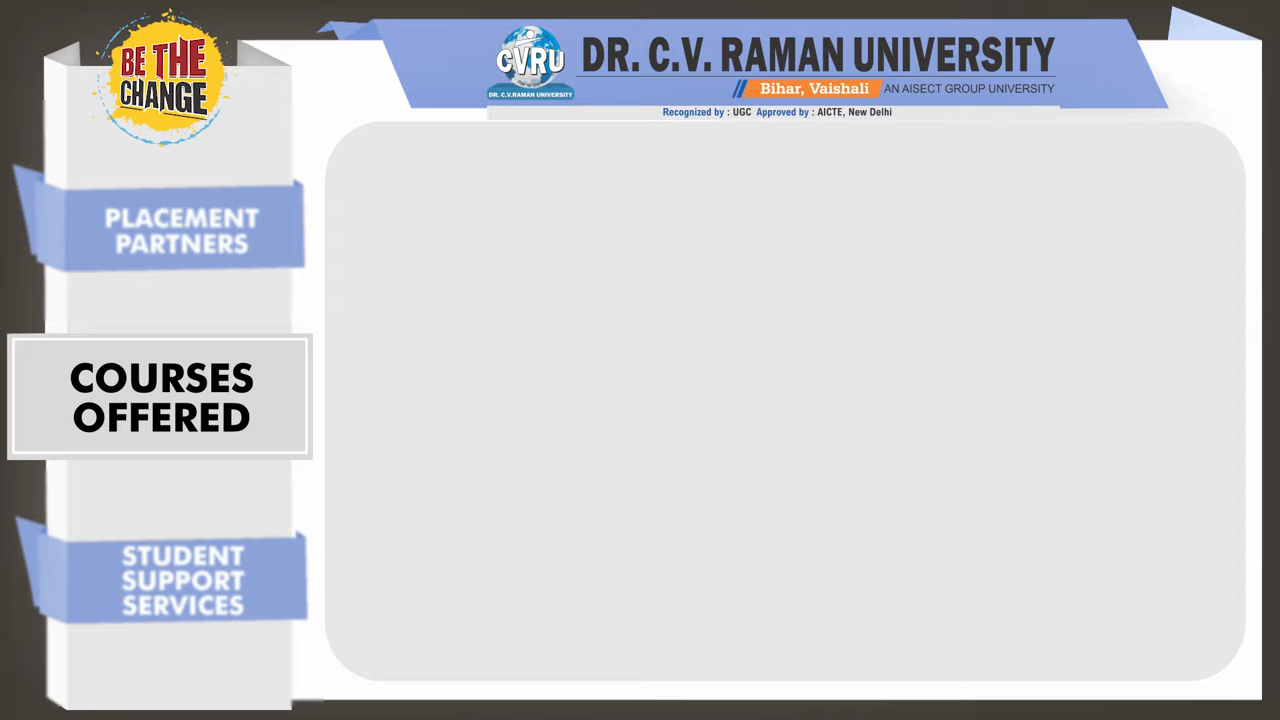 BE THE
CHANGE
CVRU
DR. C.V.RAMAN UNIVERSITY
DR. C.V. RAMAN UNIVERSITY
Bihar, Vaishali AN AISECT GROUP UNIVERSITY
Recognized by : UGC Approved by : AICTE, New Delhi
PLACEMENT
PARTNERS
COURSES
OFFERED
STUDENT
SUPPORT
SERVICES